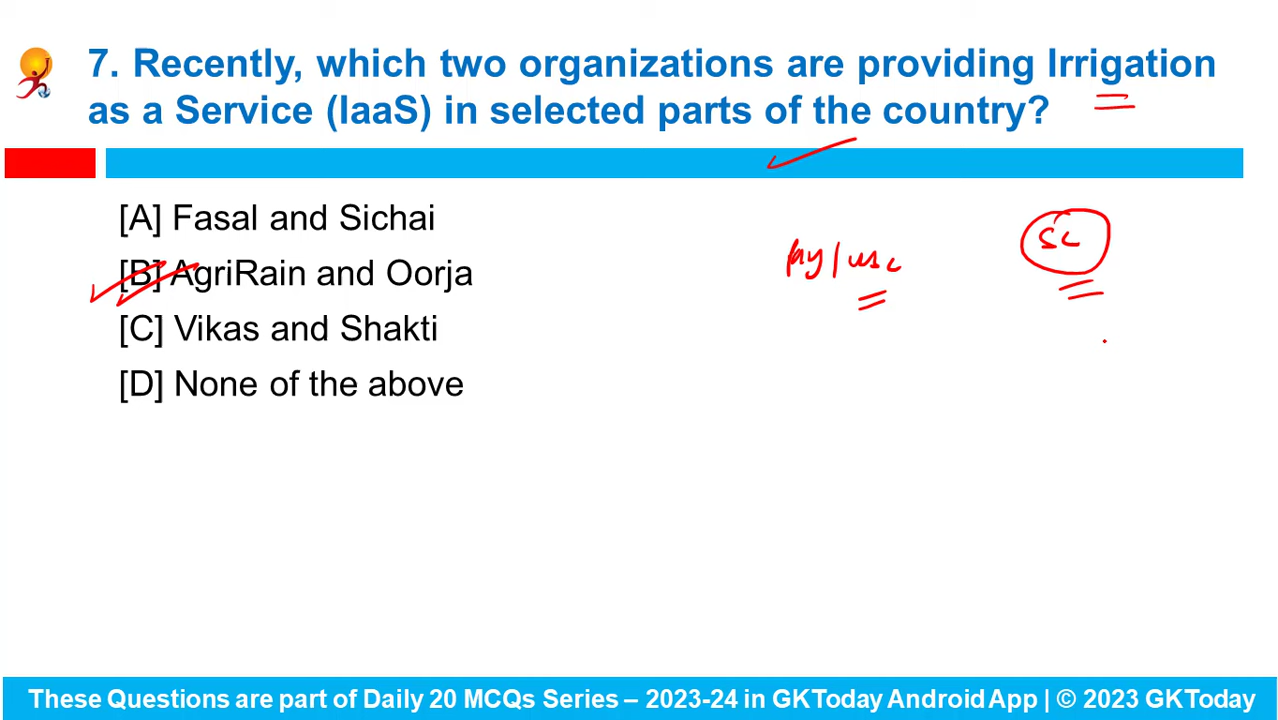 7. Recently, which two organizations are providing Irrigation
as a Service (IaaS) in selected parts of the country?
[A] Fasal and Sichai
[B] AgriRain and Oorja
[C] Vikas and Shakti
[D] None of the above
pay/use
These Questions are part of Daily 20 MCQs Series – 2023-24 in GKToday Android App | © 2023 GKToday